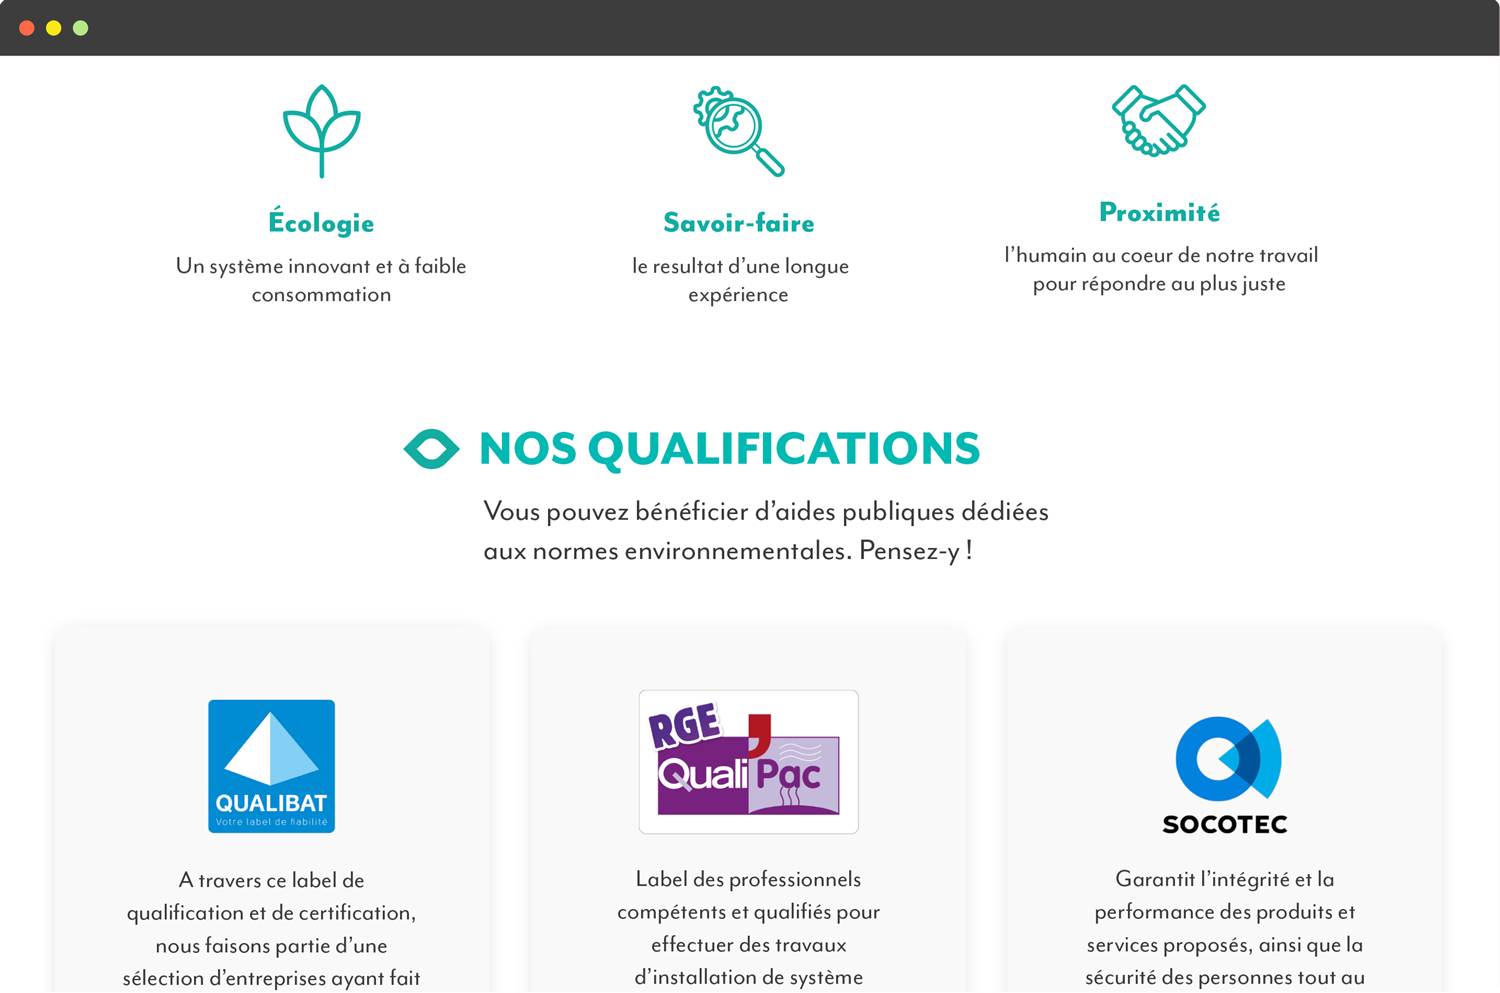 Écologie
Un système innovant et à faible
consommation
Savoir-faire
le resultat d’une longue
expérience
Proximité
l’humain au coeur de notre travail
pour répondre au plus juste
NOS QUALIFICATIONS
Vous pouvez bénéficier d’aides publiques dédiées
aux normes environnementales. Pensez-y !
QUALIBAT
Votre label de fiabilité
A travers ce label de
qualification et de certification,
nous faisons partie d’une
sélection d’entreprises ayant fait
RGE
Quali'Pac
Label des professionnels
compétents et qualifiés pour
effectuer des travaux
d’installation de système
SOCOTEC
Garantit l’intégrité et la
performance des produits et
services proposés, ainsi que la
sécurité des personnes tout au